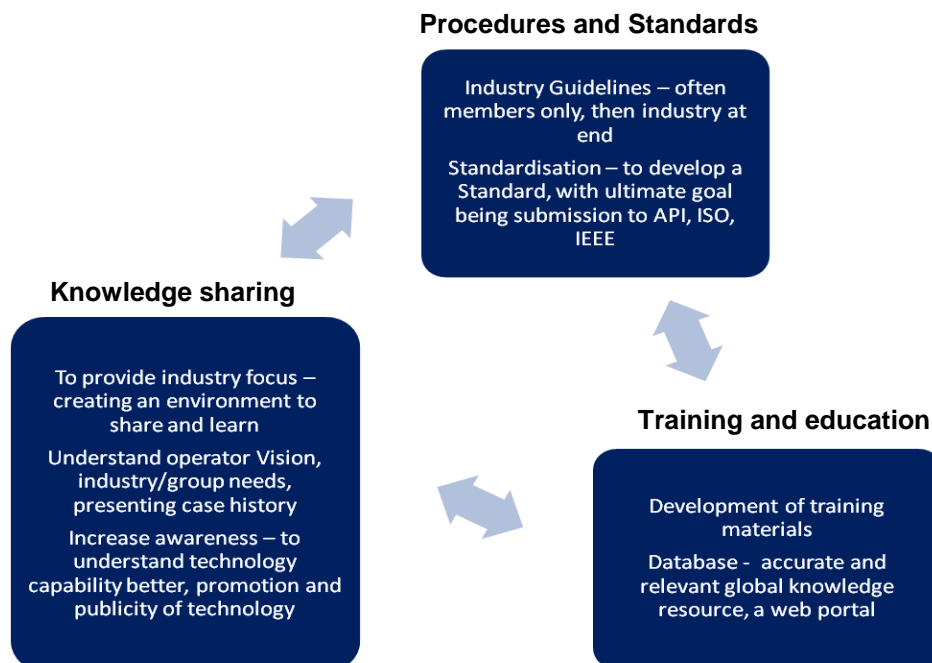 Procedures and Standards
Industry Guidelines – often
members only, then industry at
end
Standardisation – to develop a
Standard, with ultimate goal
being submission to API, ISO,
IEEE
Knowledge sharing
To provide industry focus –
creating an environment to
share and learn
Understand operator Vision,
industry/group needs,
presenting case history
Increase awareness – to
understand technology
capability better, promotion and
publicity of technology
Training and education
Development of training
materials
Database -  accurate and
relevant global knowledge
resource, a web portal